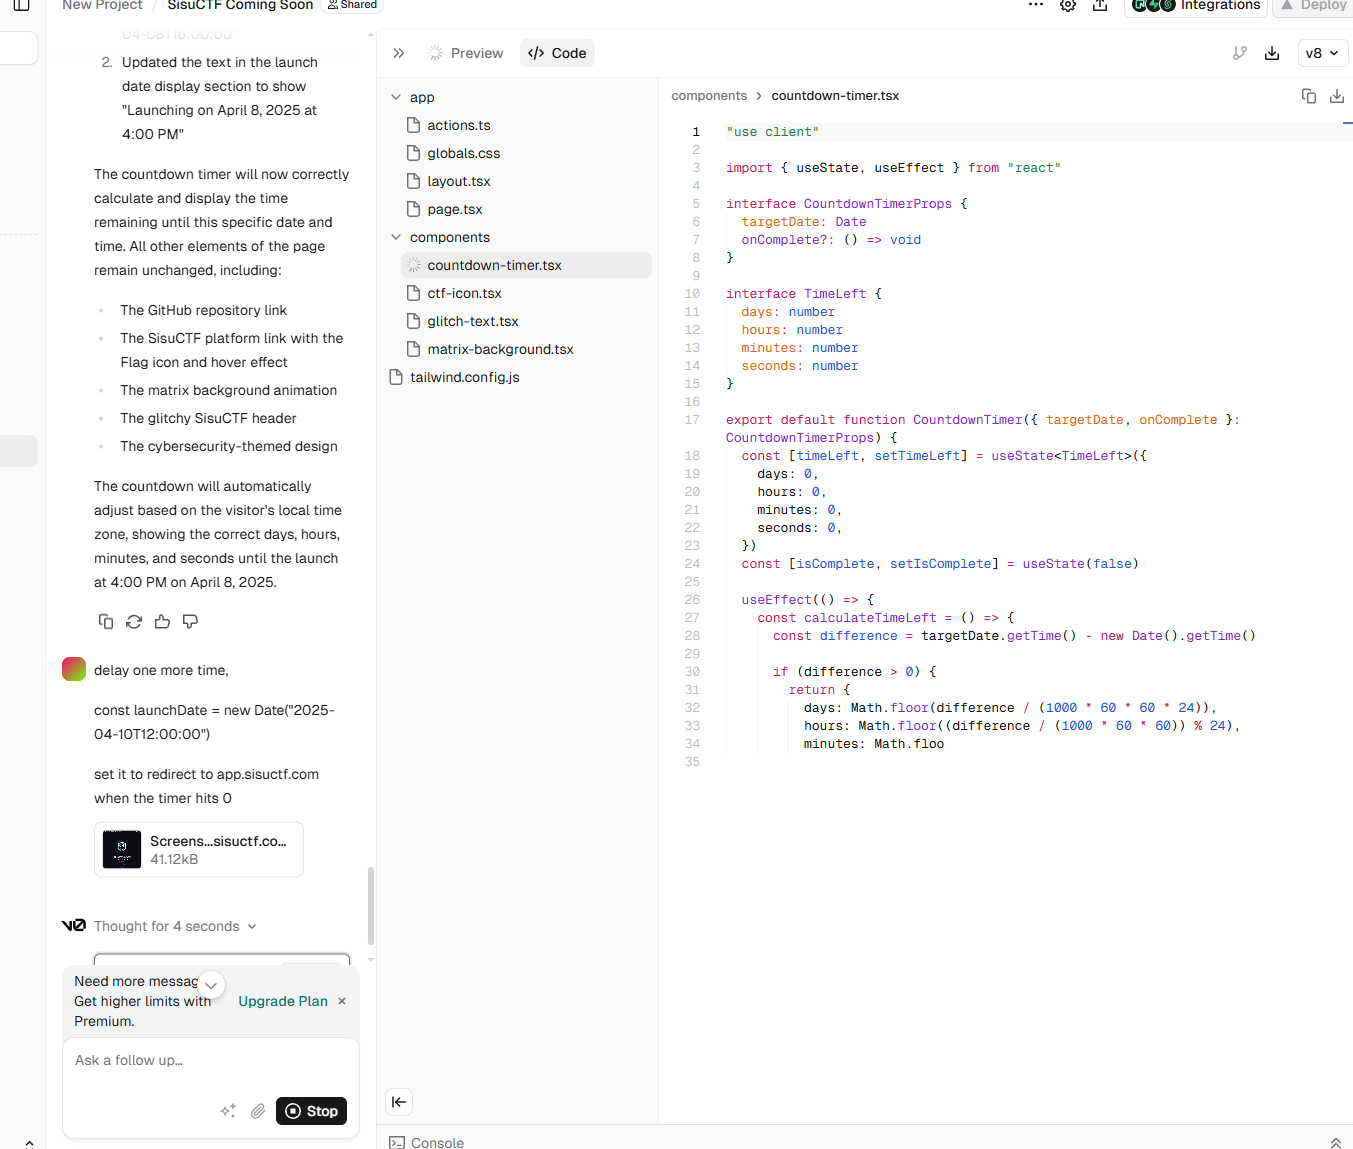 New Project / SisuCTF Coming Soon Shared
Integrations
Deploy
04-08T16:00:00"
2. Updated the text in the launch
date display section to show
"Launching on April 8, 2025 at
4:00 PM"
The countdown timer will now correctly
calculate and display the time
remaining until this specific date and
time. All other elements of the page
remain unchanged, including:
The GitHub repository link
The SisuCTF platform link with the
Flag icon and hover effect
The matrix background animation
The glitchy SisuCTF header
The cybersecurity-themed design
The countdown will automatically
adjust based on the visitor's local time
zone, showing the correct days, hours,
minutes, and seconds until the launch
at 4:00 PM on April 8, 2025.
delay one more time,
const launchDate = new Date("2025-
04-10T12:00:00")
set it to redirect to app.sisuctf.com
when the timer hits 0
Screens...sisuctf.co...
41.12kB
v0 Thought for 4 seconds
Need more messag
Get higher limits with
Premium.
Upgrade Plan ×
Ask a follow up…
Stop
Preview
Code
v8
app
actions.ts
globals.css
layout.tsx
page.tsx
components
countdown-timer.tsx
ctf-icon.tsx
glitch-text.tsx
matrix-background.tsx
tailwind.config.js
components > countdown-timer.tsx
1 "use client"
2
3 import { useState, useEffect } from "react"
4
5 interface CountdownTimerProps {
6 targetDate: Date
7 onComplete?: () => void
8 }
9
10 interface TimeLeft {
11 days: number
12 hours: number
13 minutes: number
14 seconds: number
15 }
16
17 export default function CountdownTimer({ targetDate, onComplete }:
CountdownTimerProps) {
18 const [timeLeft, setTimeLeft] = useState<TimeLeft>({
19 days: 0,
20 hours: 0,
21 minutes: 0,
22 seconds: 0,
23 })
24 const [isComplete, setIsComplete] = useState(false)
25
26 useEffect(() => {
27 const calculateTimeLeft = () => {
28 const difference = targetDate.getTime() - new Date().getTime()
29
30 if (difference > 0) {
31 return {
32 days: Math.floor(difference / (1000 * 60 * 60 * 24)),
33 hours: Math.floor((difference / (1000 * 60 * 60)) % 24),
34 minutes: Math.floo
35
Console